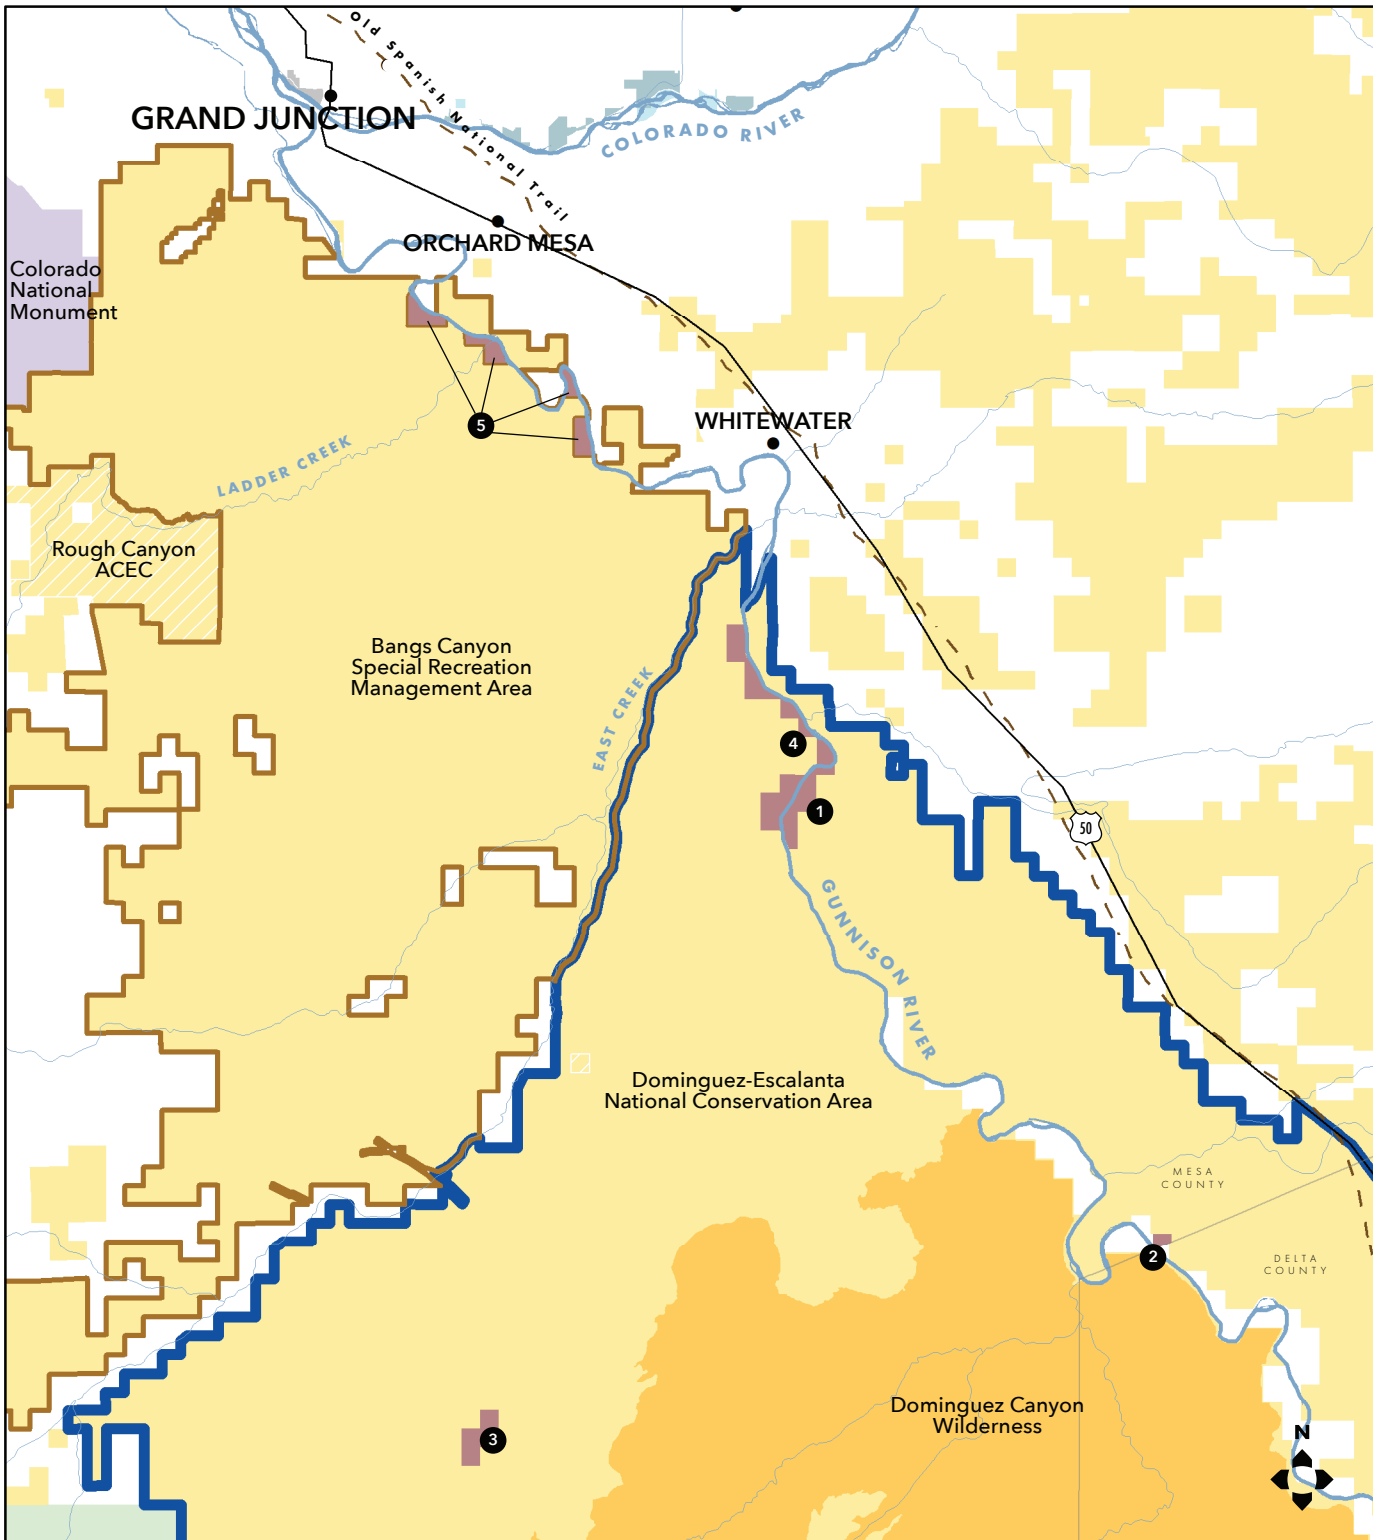 Old Spanish National Trail
GRAND JUNCTION
COLORADO RIVER
ORCHARD MESA
Colorado
National
Monument
5
WHITEWATER
LADDER CREEK
Rough Canyon
ACEC
Bangs Canyon
Special Recreation
Management Area
EAST CREEK
4
1
50
GUNNISON RIVER
Dominguez-Escalanta
National Conservation Area
MESA
COUNTY
2
DELTA
COUNTY
Dominguez Canyon
Wilderness
3
N